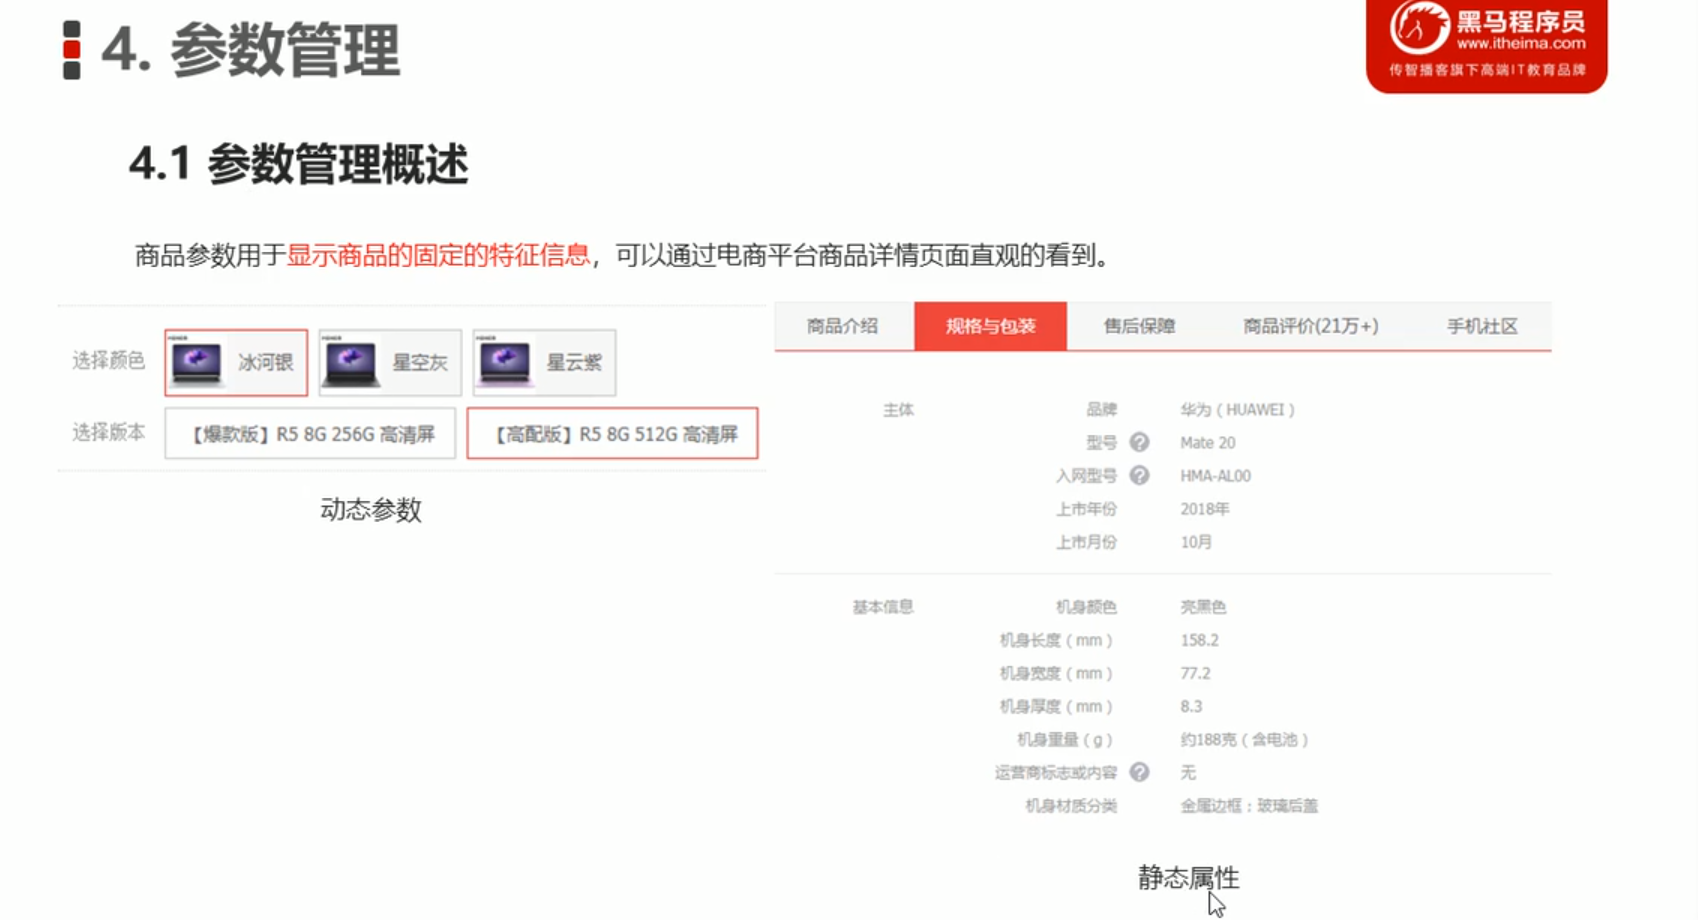 4. 参数管理
黑马程序员
www.itheima.com
传智播客旗下高端IT教育品牌
4.1 参数管理概述
商品参数用于显示商品的固定的特征信息，可以通过电商平台商品详情页面直观的看到。
选择颜色 冰河银 星空灰 星云紫
选择版本 【爆款版】R5 8G 256G 高清屏 【高配版】R5 8G 512G 高清屏
动态参数
商品介绍 规格与包装 售后保障 商品评价(21万+) 手机社区
主体 品牌 华为（HUAWEI）
型号 Mate 20
入网型号 HMA-AL00
上市年份 2018年
上市月份 10月
基本信息 机身颜色 亮黑色
机身长度（mm） 158.2
机身宽度（mm） 77.2
机身厚度（mm） 8.3
机身重量（g） 约188克（含电池）
运营商标志或内容 无
机身材质分类 金属边框；玻璃后盖
静态属性